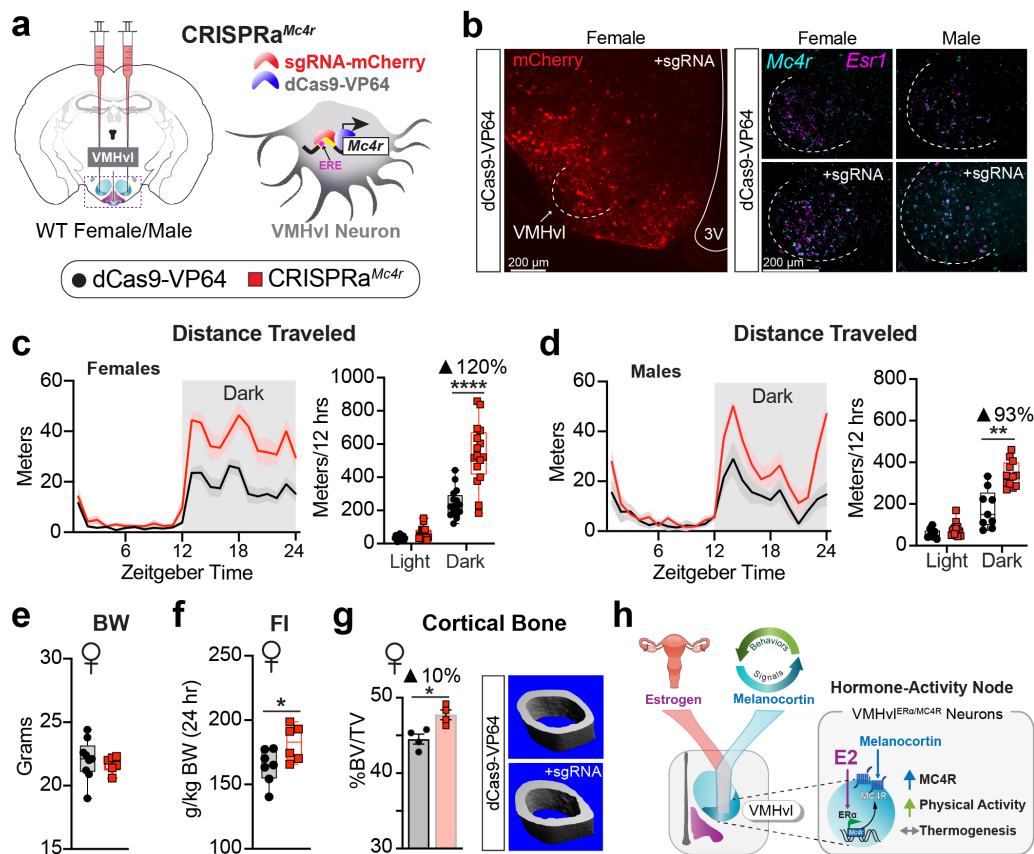 a
CRISPRaMc4r
sgRNA-mCherry
dCas9-VP64
VMHvl
Mc4r
ERE
WT Female/Male
VMHvl Neuron
dCas9-VP64
CRISPRaMc4r
b
Female
dCas9-VP64
mCherry
+sgRNA
VMHvl
3V
200 µm
Female
Male
dCas9-VP64
Mc4r
Esr1
+sgRNA
+sgRNA
200 µm
c
Distance Traveled
Females
Dark
Meters
60
40
20
0
6
12
18
24
Zeitgeber Time
▲120%
****
Meters/12 hrs
1000
800
600
400
200
0
Light
Dark
d
Distance Traveled
Males
Dark
Meters
60
40
20
0
6
12
18
24
Zeitgeber Time
▲93%
**
Meters/12 hrs
800
600
400
200
0
Light
Dark
e
BW
♀
Grams
30
25
20
15
f
FI
♀
*
g/kg BW (24 hr)
250
200
150
100
g
Cortical Bone
♀
▲10%
*
%BV/TV
50
40
30
dCas9-VP64
+sgRNA
h
Estrogen
Behaviors
Signals
Melanocortin
VMHvl
Hormone-Activity Node
VMHvlERα/MC4R Neurons
Melanocortin
E2
MC4R
ERα
Mc4r
MC4R
Physical Activity
Thermogenesis